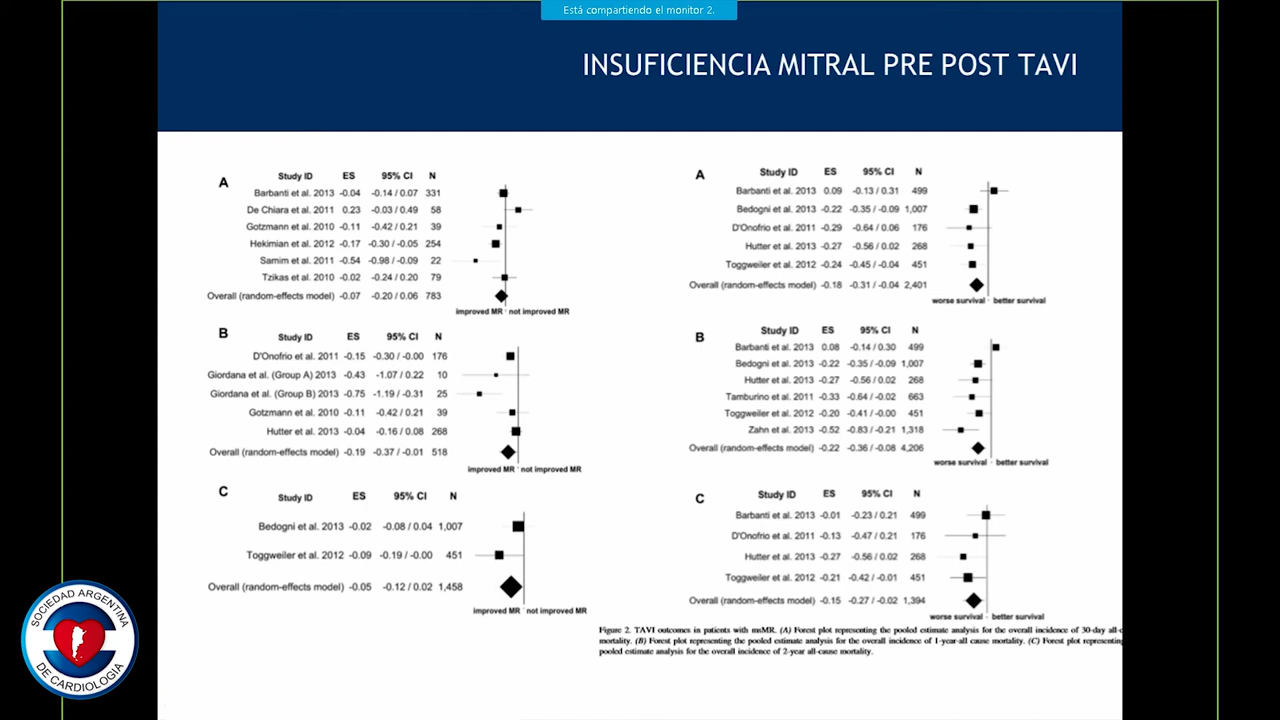 Está compartiendo el monitor 2.
INSUFICIENCIA MITRAL PRE POST TAVI
A
Study ID ES 95% CI N
Barbanti et al. 2013 -0.04 -0.14 / 0.07 331
De Chiara et al. 2011 0.23 -0.03 / 0.49 58
Gotzmann et al. 2010 -0.11 -0.42 / 0.21 39
Hekimian et al. 2012 -0.17 -0.30 / -0.05 254
Samim et al. 2011 -0.54 -0.98 / -0.09 22
Tzikas et al. 2010 -0.02 -0.24 / 0.20 79
Overall (random-effects model) -0.07 -0.20 / 0.06 783
improved MR not improved MR
B
Study ID ES 95% CI N
D'Onofrio et al. 2011 -0.15 -0.30 / -0.00 176
Giordana et al. (Group A) 2013 -0.43 -1.07 / 0.22 10
Giordana et al. (Group B) 2013 -0.75 -1.19 / -0.31 25
Gotzmann et al. 2010 -0.11 -0.42 / 0.21 39
Hutter et al. 2013 -0.04 -0.16 / 0.08 268
Overall (random-effects model) -0.19 -0.37 / -0.01 518
improved MR not improved MR
C
Study ID ES 95% CI N
Bedogni et al. 2013 -0.02 -0.08 / 0.04 1,007
Toggweiler et al. 2012 -0.09 -0.19 / -0.00 451
Overall (random-effects model) -0.05 -0.12 / 0.02 1,458
improved MR not improved MR
A
Study ID ES 95% CI N
Barbanti et al. 2013 0.09 -0.13 / 0.31 499
Bedogni et al. 2013 -0.22 -0.35 / -0.09 1,007
D'Onofrio et al. 2011 -0.29 -0.64 / 0.06 176
Hutter et al. 2013 -0.27 -0.56 / 0.02 268
Toggweiler et al. 2012 -0.24 -0.45 / -0.04 451
Overall (random-effects model) -0.18 -0.31 / -0.04 2,401
worse survival better survival
B
Study ID ES 95% CI N
Barbanti et al. 2013 0.08 -0.14 / 0.30 499
Bedogni et al. 2013 -0.22 -0.35 / -0.09 1,007
Hutter et al. 2013 -0.27 -0.56 / 0.02 268
Tamburino et al. 2011 -0.33 -0.64 / -0.02 663
Toggweiler et al. 2012 -0.20 -0.41 / -0.00 451
Zahn et al. 2013 -0.52 -0.83 / -0.21 1,318
Overall (random-effects model) -0.22 -0.36 / -0.08 4,206
worse survival better survival
C
Study ID ES 95% CI N
Barbanti et al. 2013 -0.01 -0.23 / 0.21 499
D'Onofrio et al. 2011 -0.13 -0.47 / 0.21 176
Hutter et al. 2013 -0.27 -0.56 / 0.02 268
Toggweiler et al. 2012 -0.21 -0.42 / -0.01 451
Overall (random-effects model) -0.15 -0.27 / -0.02 1,394
worse survival better survival
Figure 2. TAVI outcomes in patients with msMR. (A) Forest plot representing the pooled estimate analysis for the overall incidence of 30-day all-c
mortality. (B) Forest plot representing the pooled estimate analysis for the overall incidence of 1-year-all cause mortality. (C) Forest plot representing
pooled estimate analysis for the overall incidence of 2-year all-cause mortality.
SOCIEDAD ARGENTINA
DE CARDIOLOGÍA